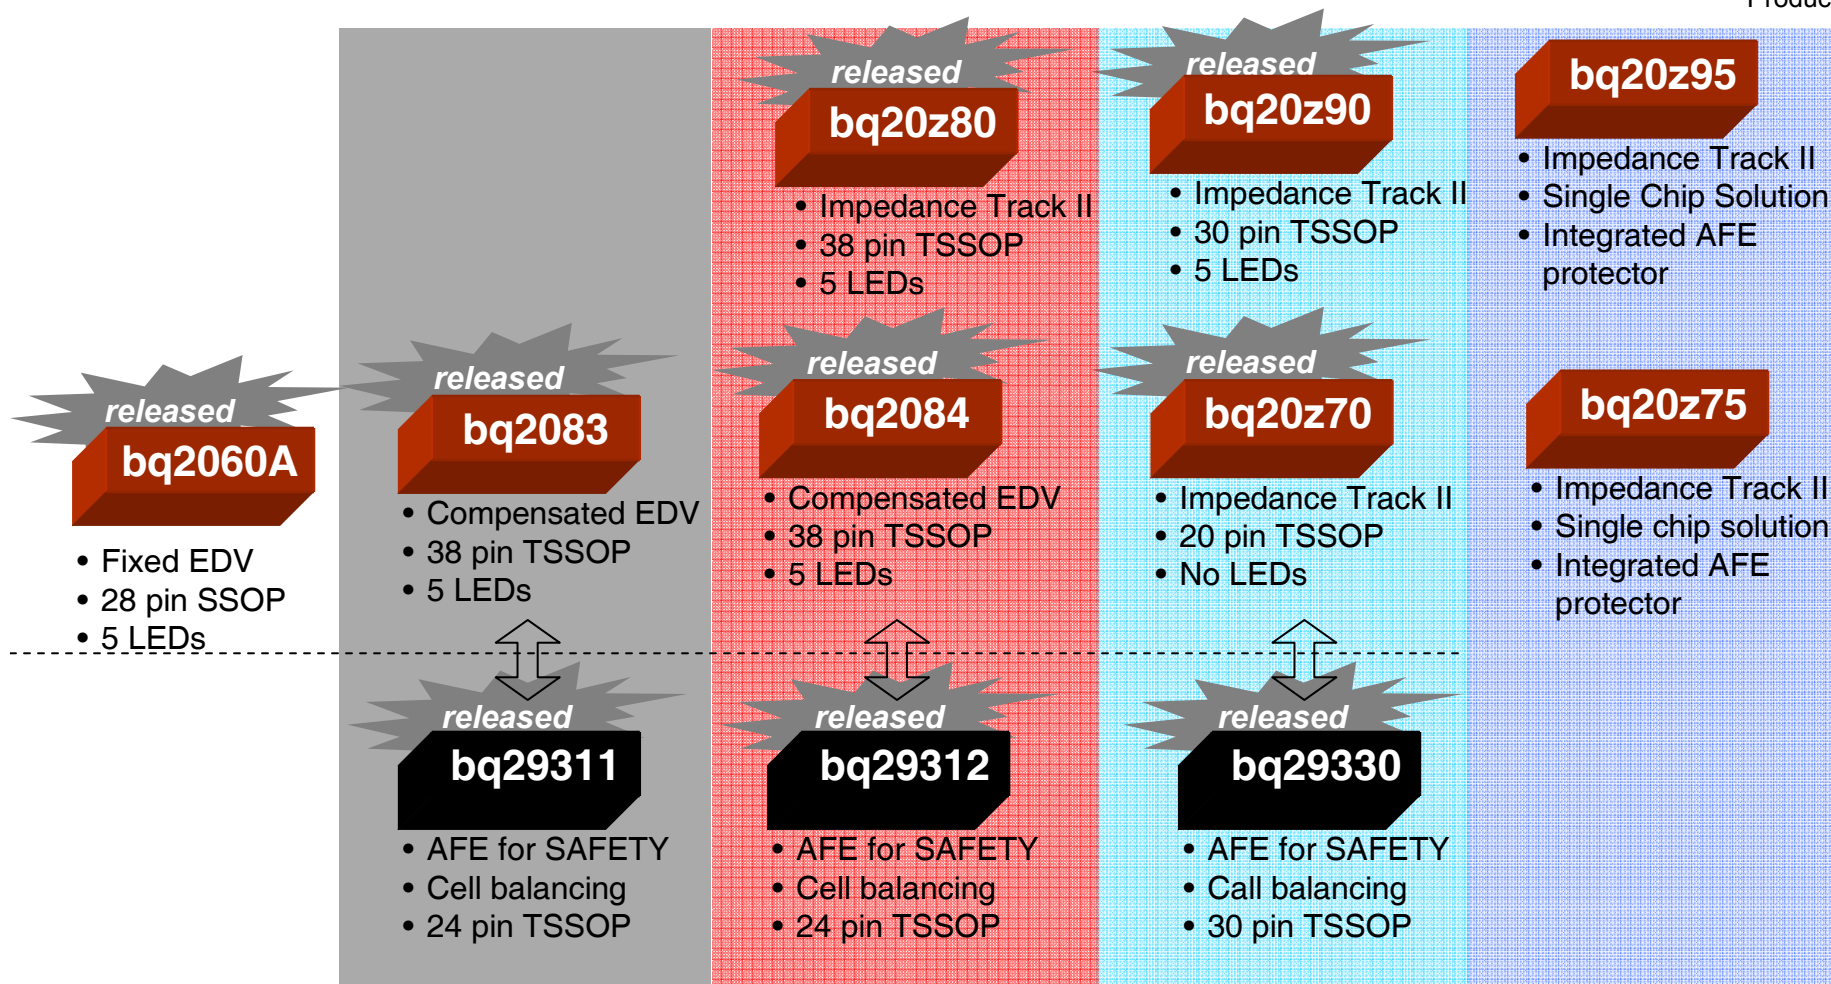 Produc
released
bq20z80
• Impedance Track II
• 38 pin TSSOP
• 5 LEDs
released
bq20z90
• Impedance Track II
• 30 pin TSSOP
• 5 LEDs
bq20z95
• Impedance Track II
• Single Chip Solution
• Integrated AFE
protector
released
bq2060A
• Fixed EDV
• 28 pin SSOP
• 5 LEDs
released
bq2083
• Compensated EDV
• 38 pin TSSOP
• 5 LEDs
released
bq2084
• Compensated EDV
• 38 pin TSSOP
• 5 LEDs
released
bq20z70
• Impedance Track II
• 20 pin TSSOP
• No LEDs
bq20z75
• Impedance Track II
• Single chip solution
• Integrated AFE
protector
released
bq29311
• AFE for SAFETY
• Cell balancing
• 24 pin TSSOP
released
bq29312
• AFE for SAFETY
• Cell balancing
• 24 pin TSSOP
released
bq29330
• AFE for SAFETY
• Call balancing
• 30 pin TSSOP